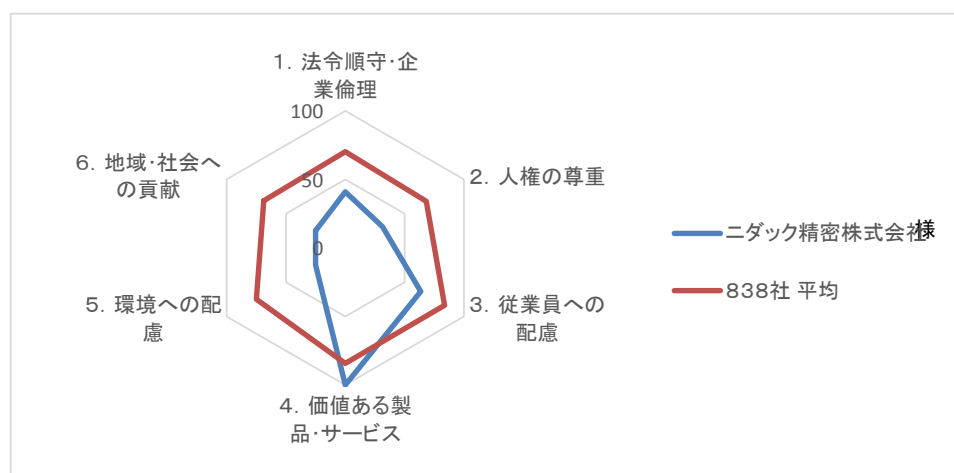 1. 法令順守･企
業倫理
100
6. 地域･社会へ
の貢献
50
2. 人権の尊重
ニダック精密株式会社様
0
838社 平均
5. 環境への配
慮
3. 従業員への
配慮
4. 価値ある製
品･サービス